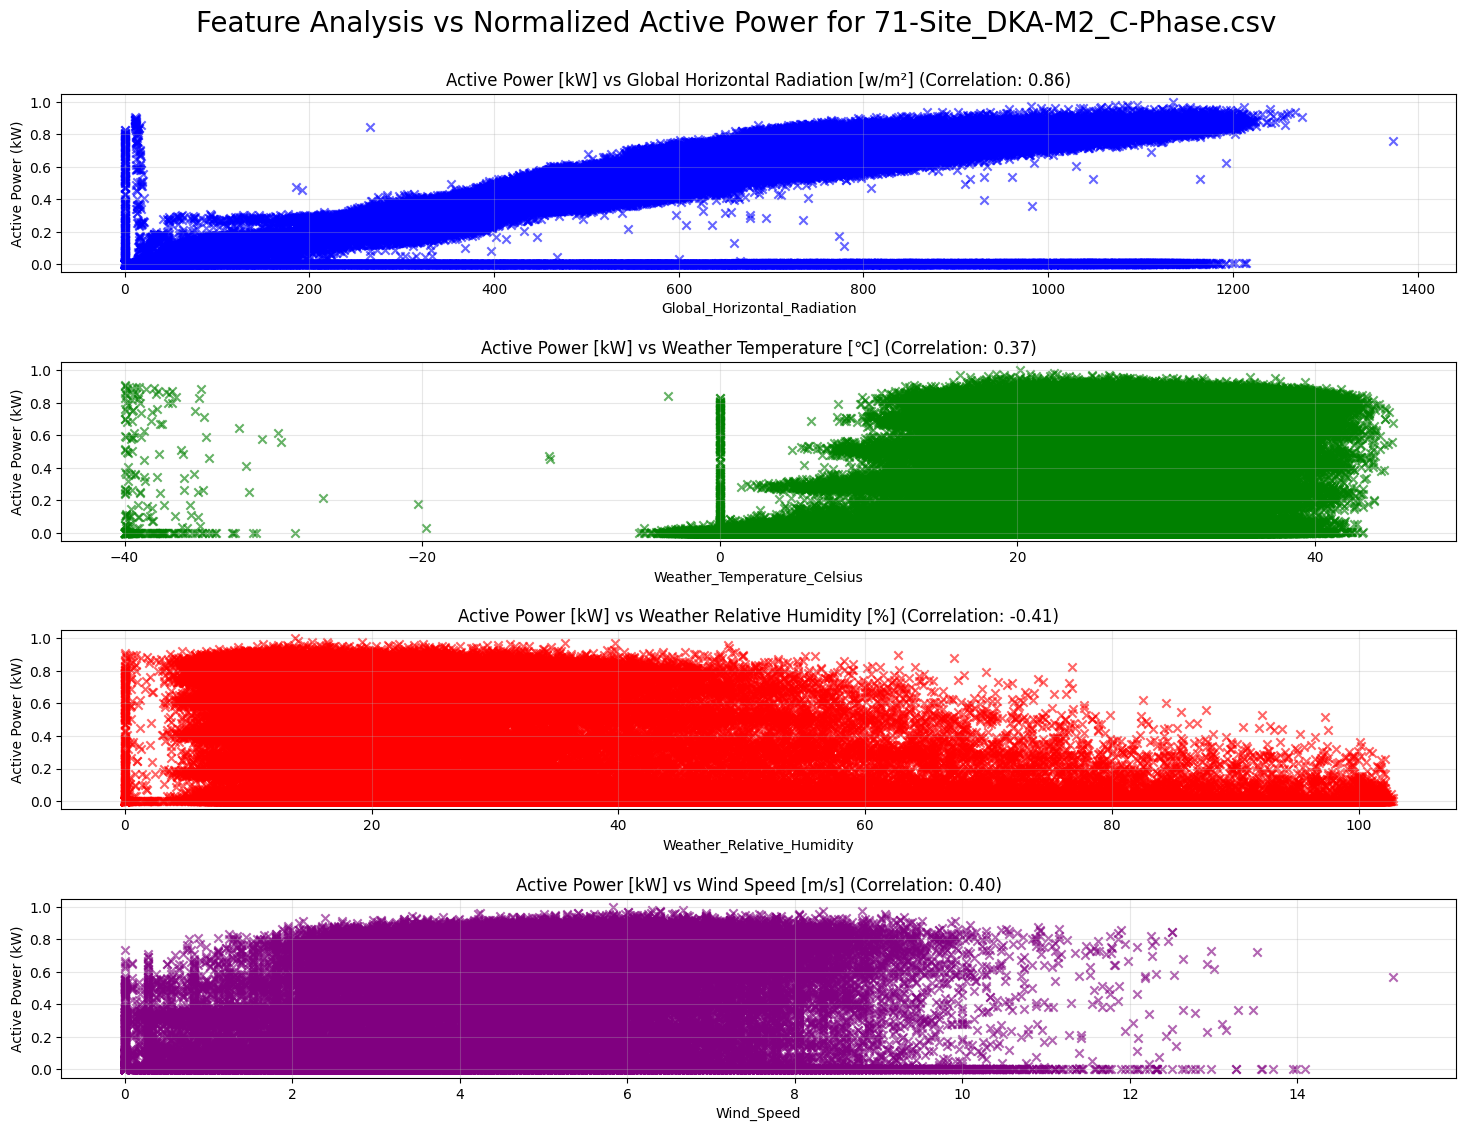 Feature Analysis vs Normalized Active Power for 71-Site_DKA-M2_C-Phase.csv
Active Power [kW] vs Global Horizontal Radiation [w/m²] (Correlation: 0.86)
Active Power (kW)
1.0
0.8
0.6
0.4
0.2
0.0
0 200 400 600 800 1000 1200 1400
Global_Horizontal_Radiation
Active Power [kW] vs Weather Temperature [℃] (Correlation: 0.37)
Active Power (kW)
1.0
0.8
0.6
0.4
0.2
0.0
−40 −20 0 20 40
Weather_Temperature_Celsius
Active Power [kW] vs Weather Relative Humidity [%] (Correlation: -0.41)
Active Power (kW)
1.0
0.8
0.6
0.4
0.2
0.0
0 20 40 60 80 100
Weather_Relative_Humidity
Active Power [kW] vs Wind Speed [m/s] (Correlation: 0.40)
Active Power (kW)
1.0
0.8
0.6
0.4
0.2
0.0
0 2 4 6 8 10 12 14
Wind_Speed